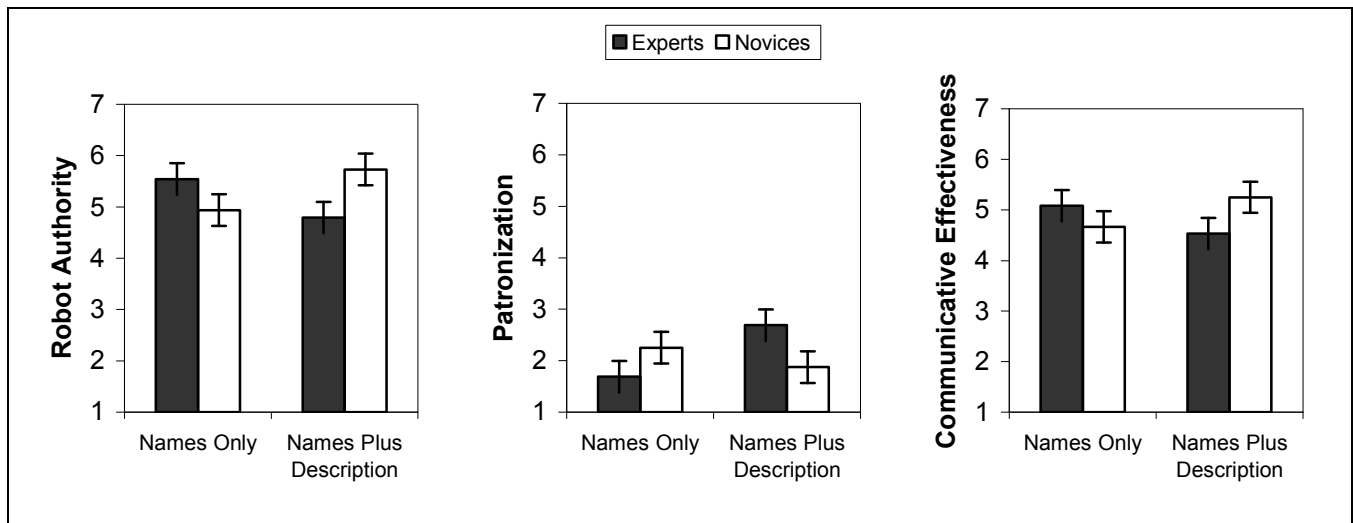 Experts Novices
Robot Authority
7
6
5
4
3
2
1
Names Only
Names Plus
Description
Patronization
7
6
5
4
3
2
1
Names Only
Names Plus
Description
Communicative Effectiveness
7
6
5
4
3
2
1
Names Only
Names Plus
Description